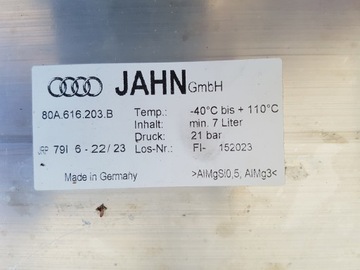 JAHN GmbH
80A.616.203.B Temp.: -40°C bis + 110°C
Inhalt: min. 7 Liter
Druck: 21 bar
JPP 79I 6 - 22/ 23 Los-Nr.: FI- 152023
Made in Germany >AlMgSi0,5, AlMg3<